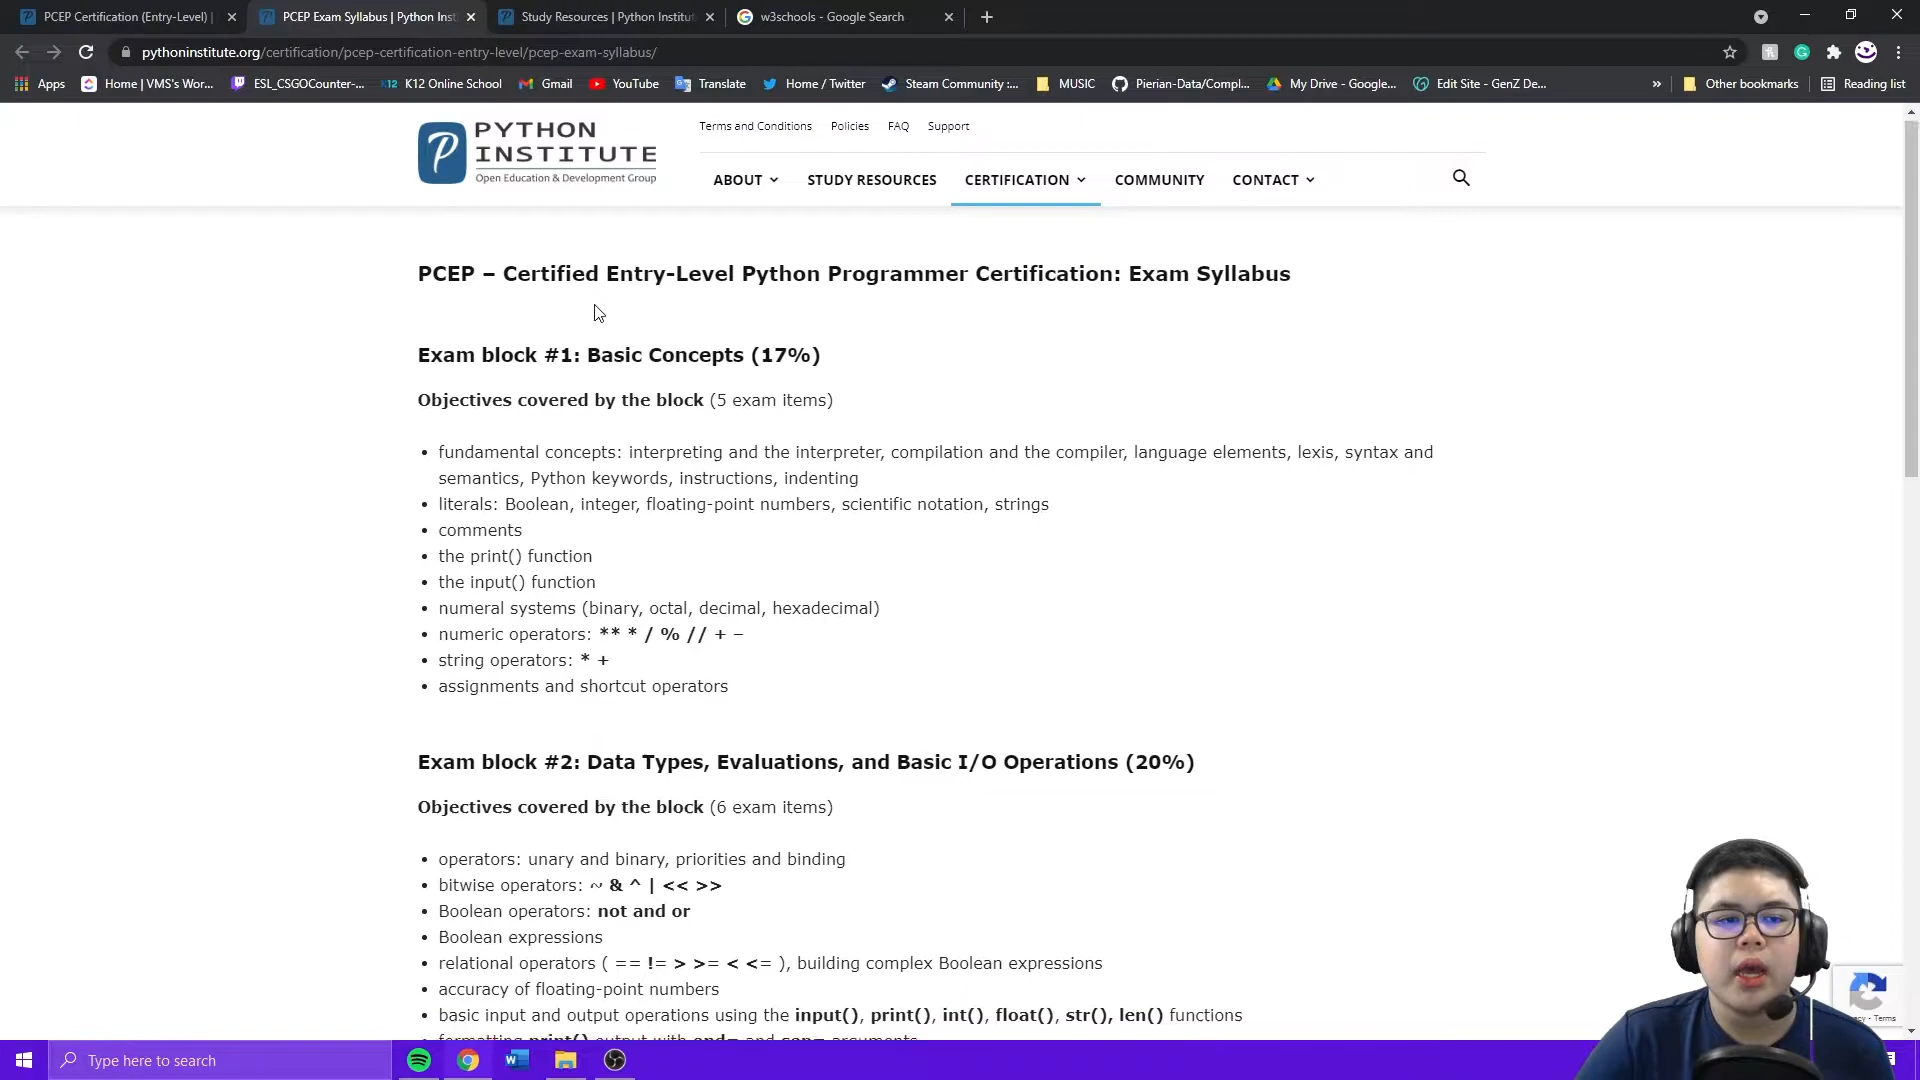 PCEP Certification (Entry-Level) |
PCEP Exam Syllabus | Python Inst
Study Resources | Python Institut
w3schools - Google Search
pythoninstitute.org/certification/pcep-certification-entry-level/pcep-exam-syllabus/
Apps
Home | VMS's Wor...
ESL_CSGOCounter-...
K12 Online School
Gmail
YouTube
Translate
Home / Twitter
Steam Community :...
MUSIC
Pierian-Data/Compl...
My Drive - Google...
Edit Site - GenZ De...
»
Other bookmarks
Reading list
PYTHON
INSTITUTE
Open Education & Development Group
Terms and Conditions Policies FAQ Support
ABOUT STUDY RESOURCES CERTIFICATION COMMUNITY CONTACT
PCEP – Certified Entry-Level Python Programmer Certification: Exam Syllabus
Exam block #1: Basic Concepts (17%)
Objectives covered by the block (5 exam items)
• fundamental concepts: interpreting and the interpreter, compilation and the compiler, language elements, lexis, syntax and
semantics, Python keywords, instructions, indenting
• literals: Boolean, integer, floating-point numbers, scientific notation, strings
• comments
• the print() function
• the input() function
• numeral systems (binary, octal, decimal, hexadecimal)
• numeric operators: ** * / % // + –
• string operators: * +
• assignments and shortcut operators
Exam block #2: Data Types, Evaluations, and Basic I/O Operations (20%)
Objectives covered by the block (6 exam items)
• operators: unary and binary, priorities and binding
• bitwise operators: ~ & ^ | << >>
• Boolean operators: not and or
• Boolean expressions
• relational operators ( == != > >= < <= ), building complex Boolean expressions
• accuracy of floating-point numbers
• basic input and output operations using the input(), print(), int(), float(), str(), len() functions
• formatting print() output with end= and sep= arguments
- Terms
Type here to search